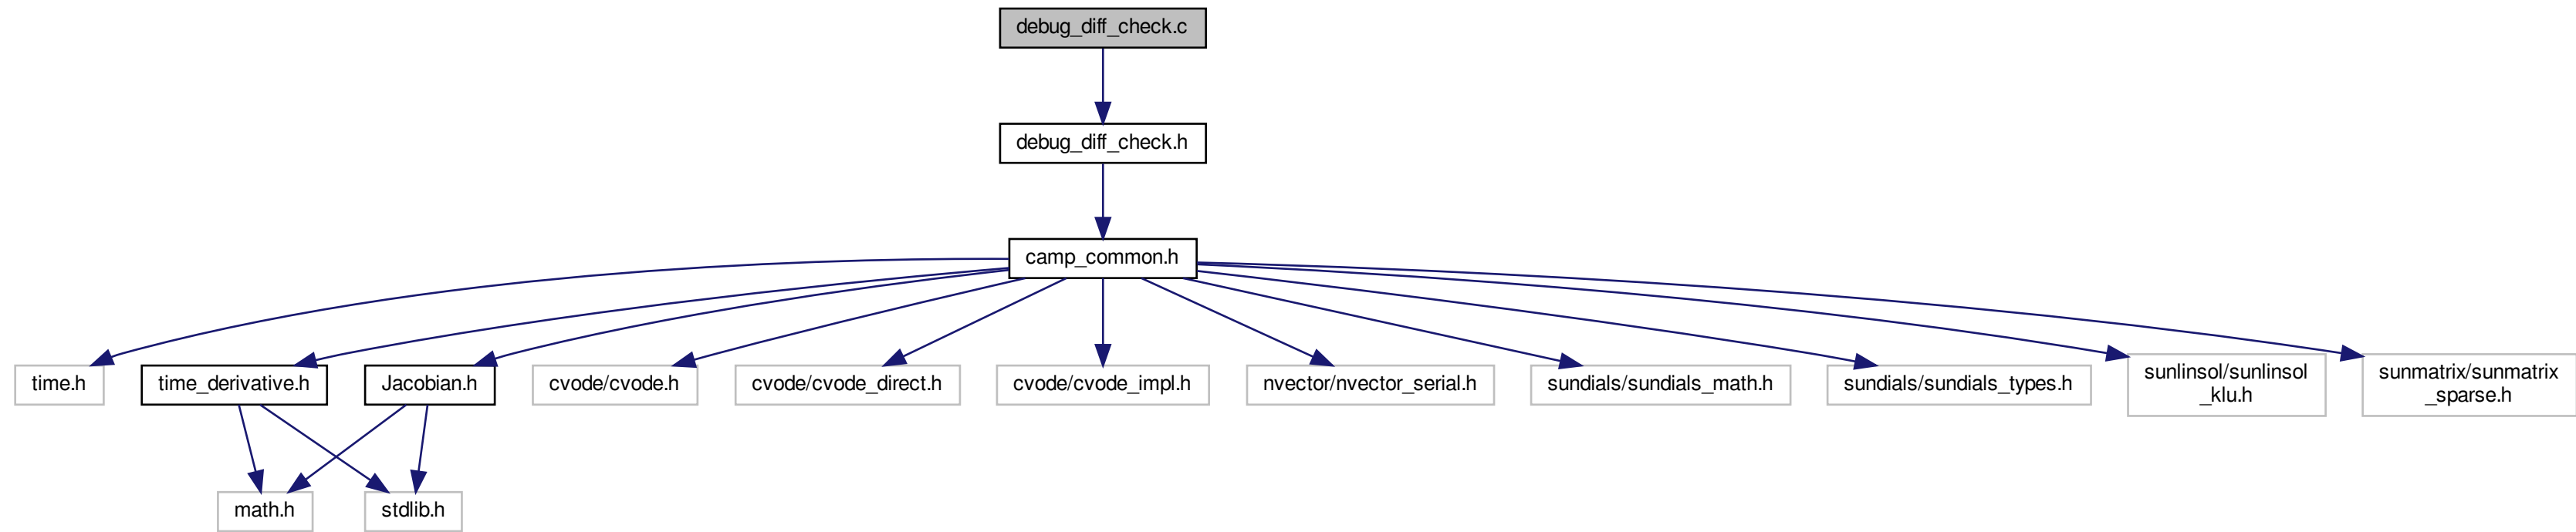 debug_diff_check.c
debug_diff_check.h
camp_common.h
time.h
time_derivative.h
Jacobian.h
cvode/cvode.h
cvode/cvode_direct.h
cvode/cvode_impl.h
nvector/nvector_serial.h
sundials/sundials_math.h
sundials/sundials_types.h
sunlinsol/sunlinsol
_klu.h
sunmatrix/sunmatrix
_sparse.h
math.h
stdlib.h